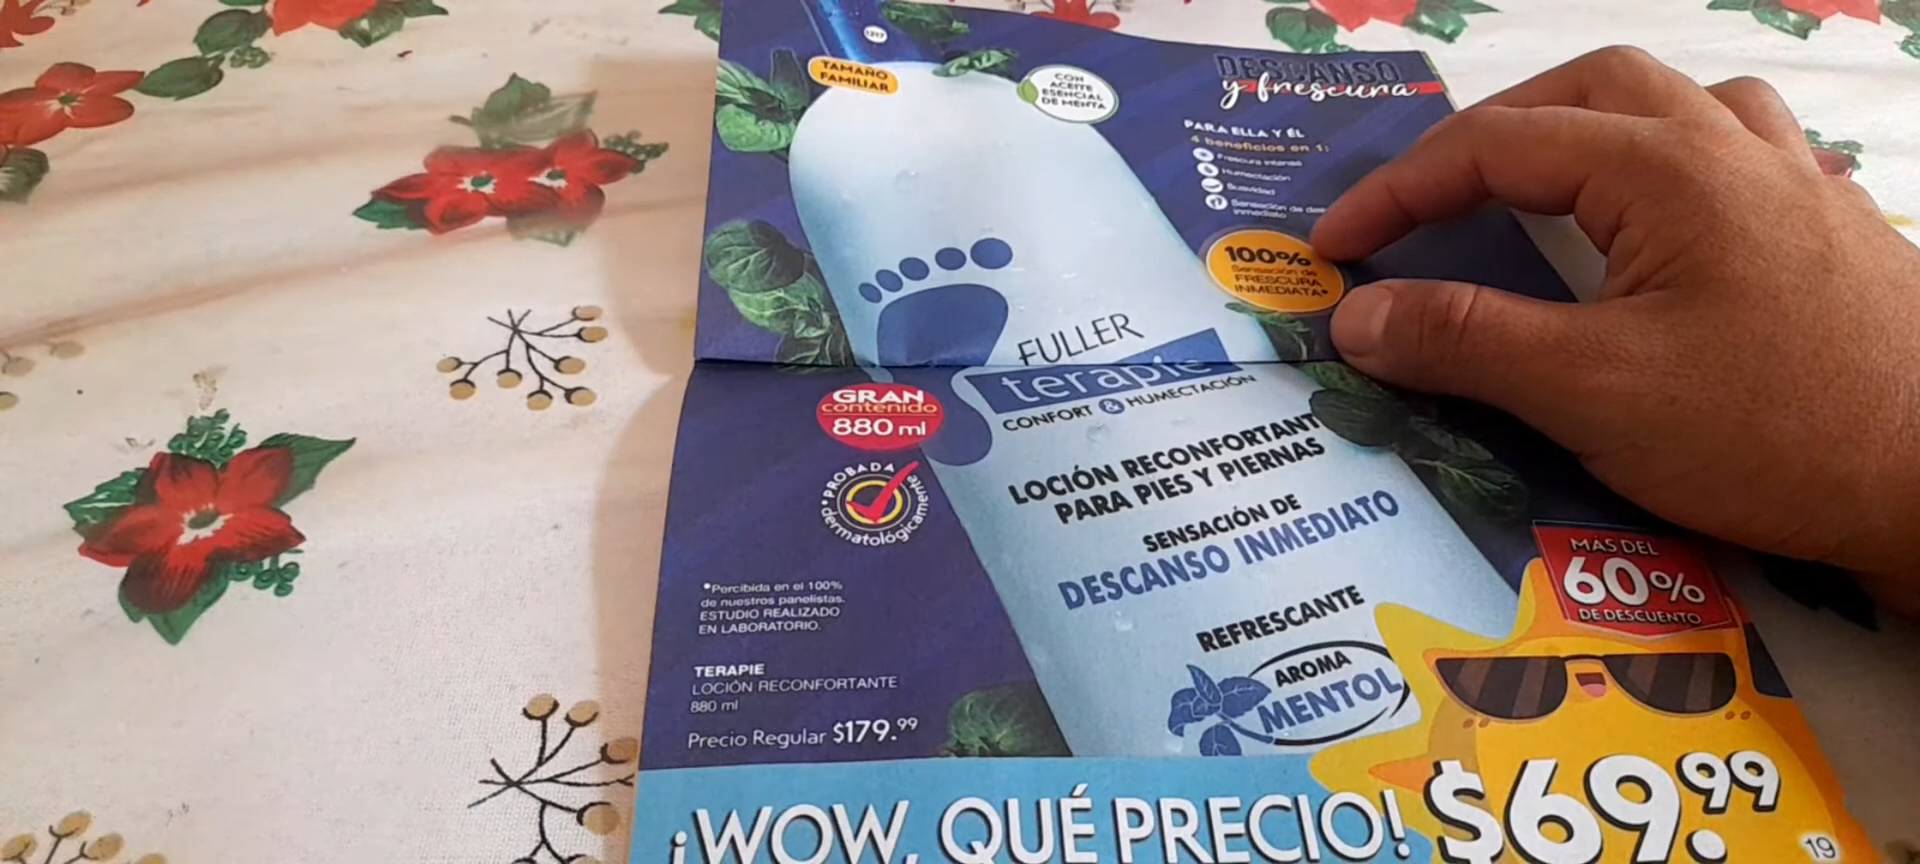 1217
TAMAÑO
FAMILIAR
CON
ACEITE
ESENCIAL
DE MENTA
DESCANSO
y frescura
PARA ELLA Y ÉL
4 beneficios en 1:
Frescura intensa
Humectación
Suavidad
Sensación de des
inmediato
100%
Sensación de
FRESCURA
INMEDIATA*
FULLER
terapie
CONFORT & HUMECTACIÓN
GRAN
contenido
880 ml
PROBADA
dermatológicamente
LOCIÓN RECONFORTANT
PARA PIES Y PIERNAS
SENSACIÓN DE
DESCANSO INMEDIATO
REFRESCANTE
AROMA
MENTOL
*Percibida en el 100%
de nuestros panelistas.
ESTUDIO REALIZADO
EN LABORATORIO.
TERAPIE
LOCIÓN RECONFORTANTE
880 ml
Precio Regular $179.99
MÁS DEL
60%
DE DESCUENTO
¡WOW, QUÉ PRECIO! $69.99
19